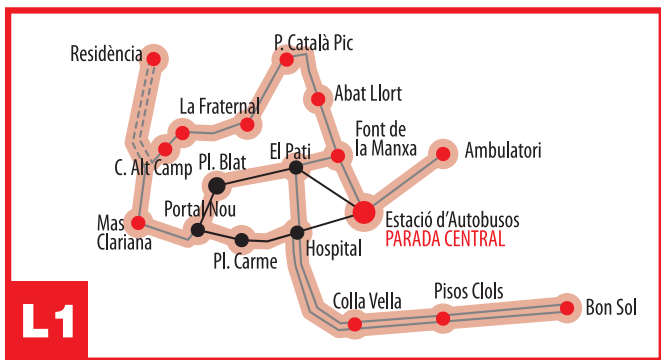 P. Català Pic
Residència
Abat Llort
La Fraternal
Font de
la Manxa
El Pati
Ambulatori
C. Alt Camp
Pl. Blat
Portal Nou
Estació d'Autobusos
PARADA CENTRAL
Mas
Clariana
Hospital
Pl. Carme
Colla Vella
Pisos Clols
Bon Sol
L1